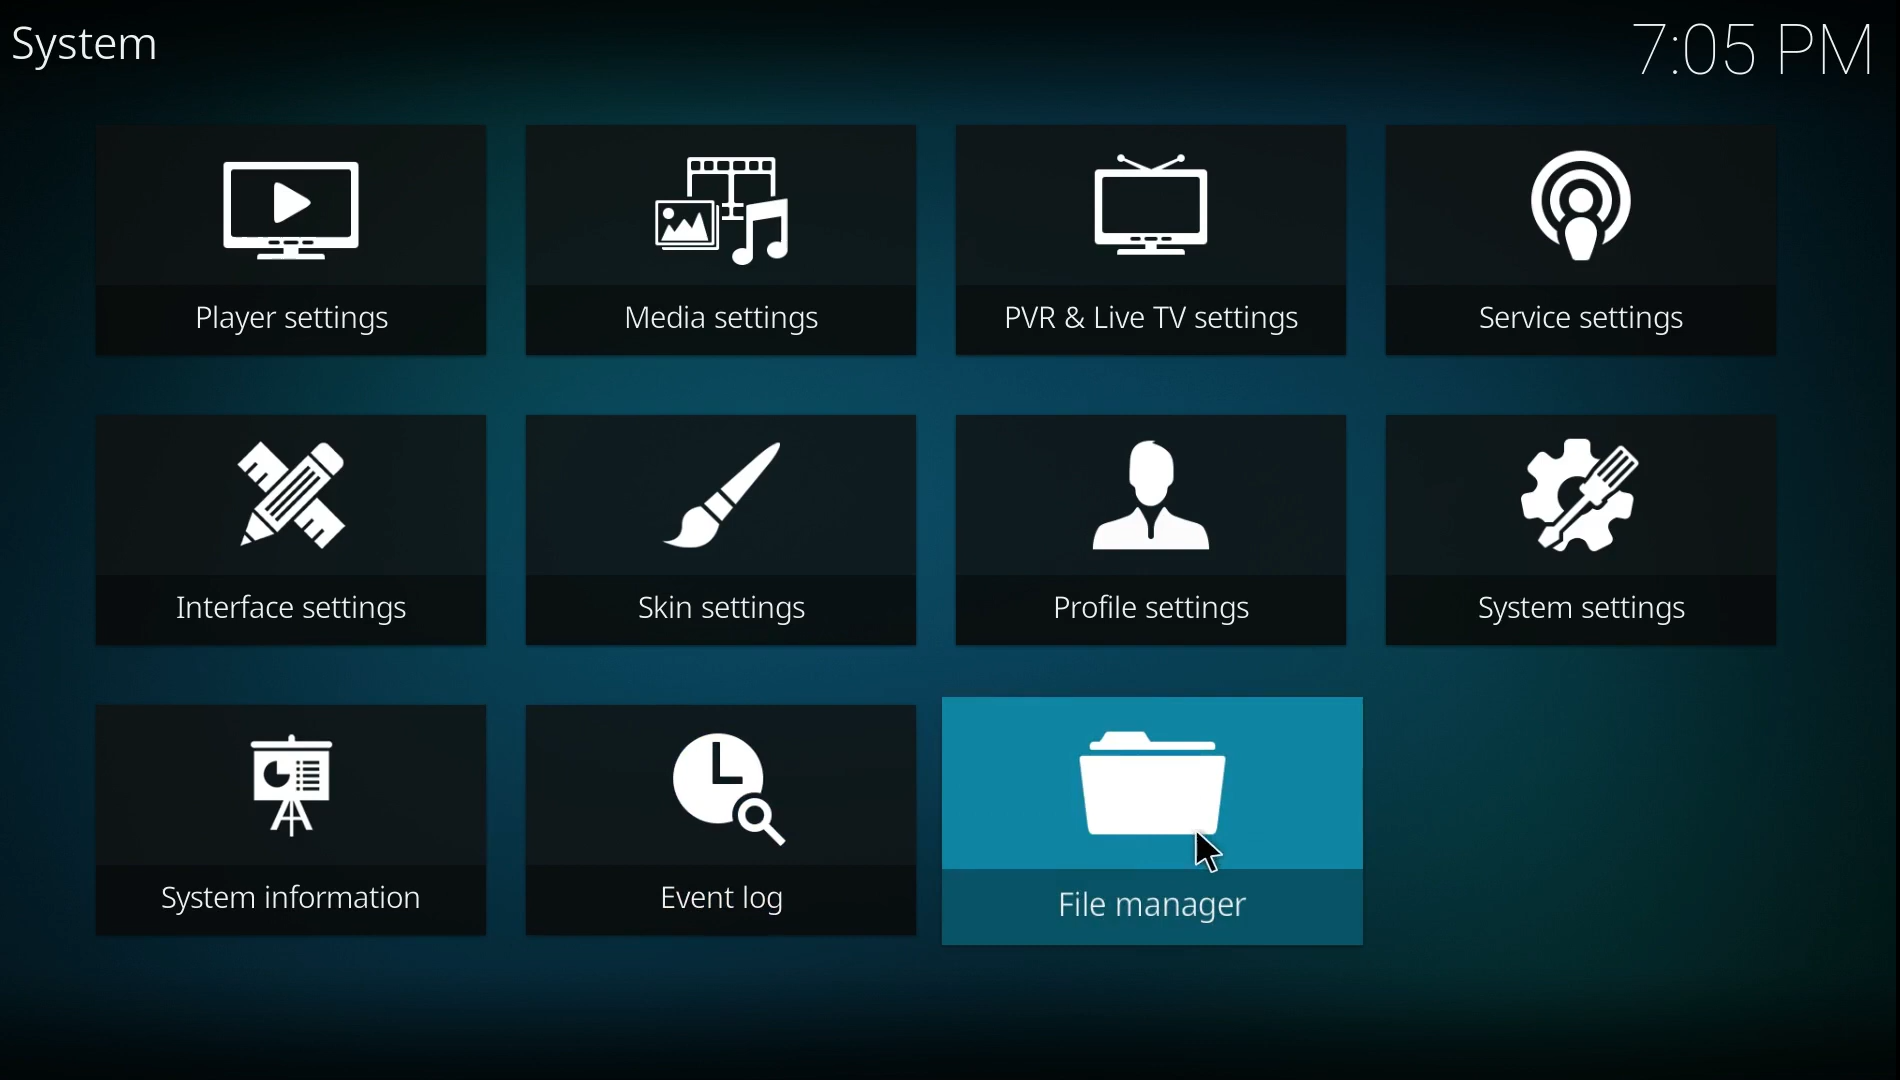 System
7:05 PM
Player settings
Media settings
PVR & Live TV settings
Service settings
Interface settings
Skin settings
Profile settings
System settings
System information
Event log
File manager